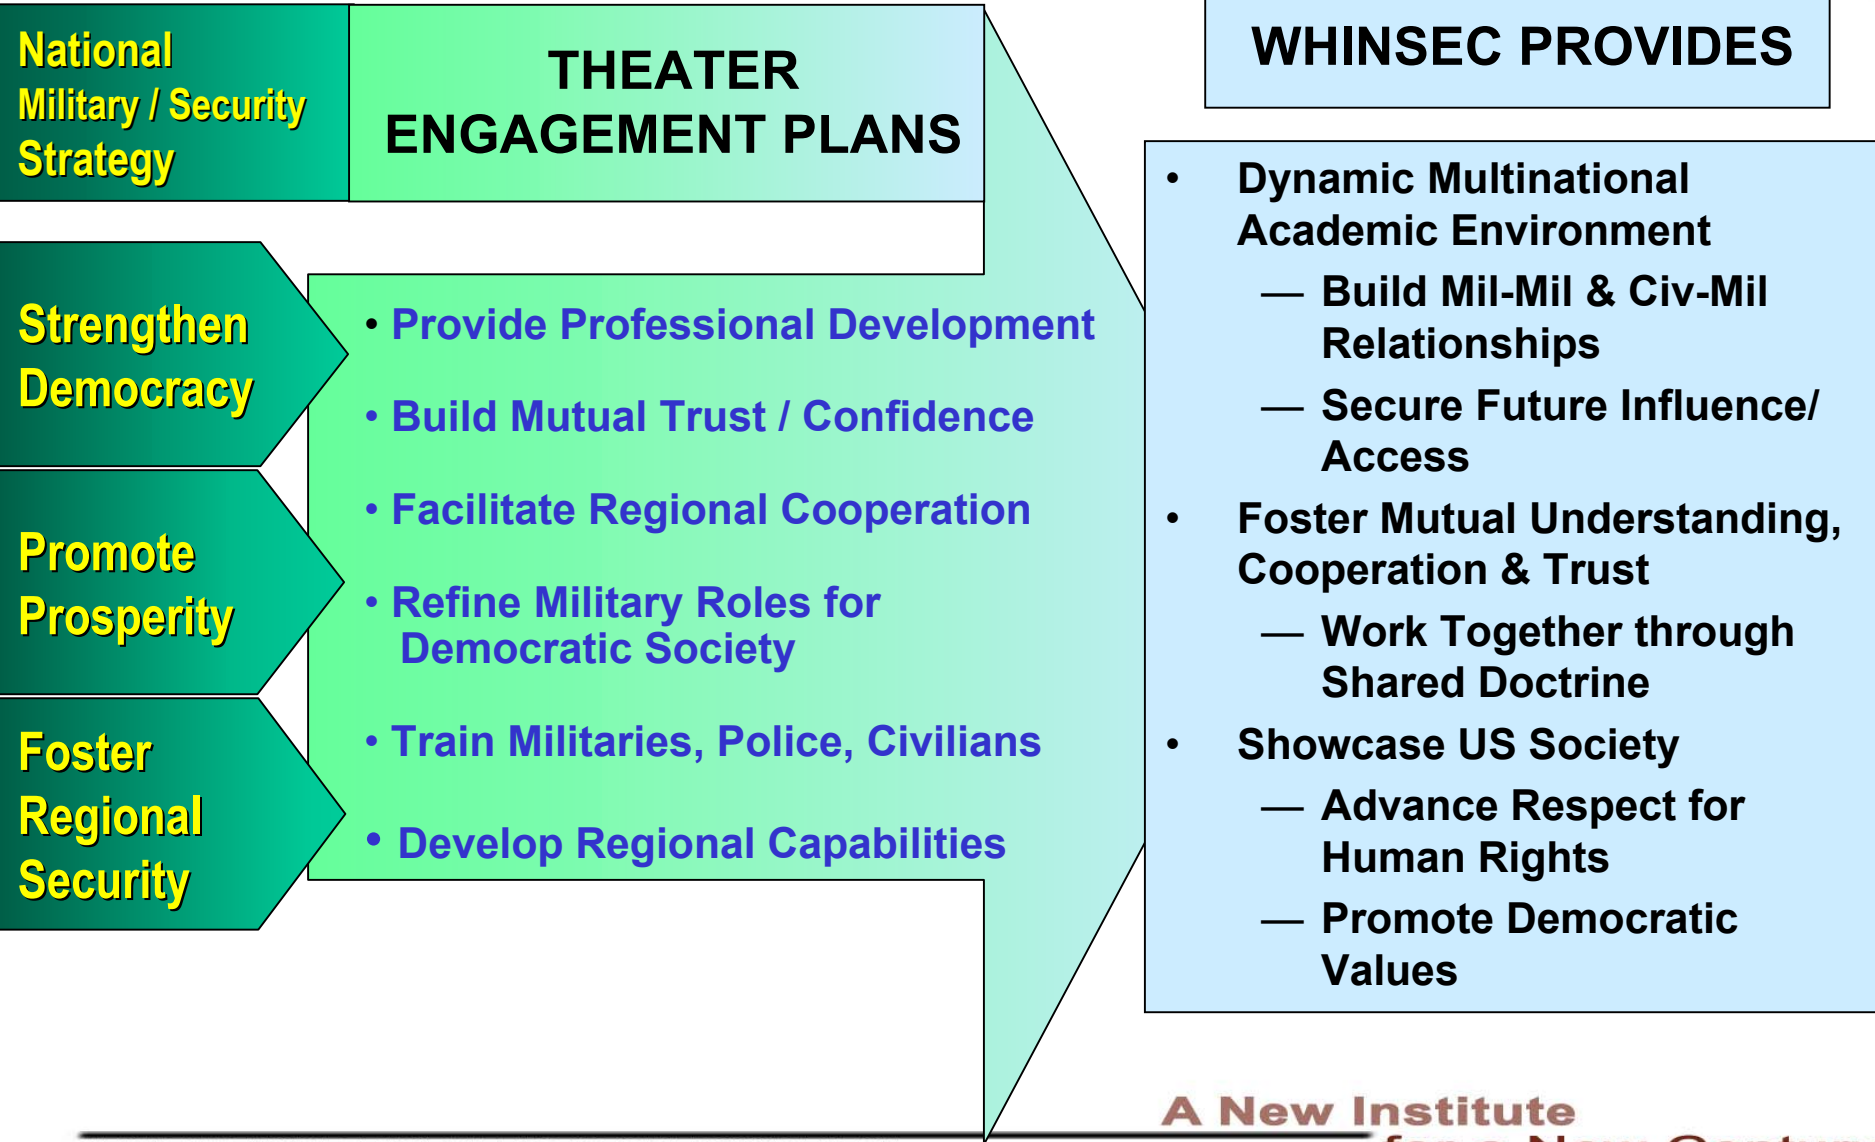 National
Military / Security
Strategy
THEATER
ENGAGEMENT PLANS
WHINSEC PROVIDES
Strengthen
Democracy
Promote
Prosperity
Foster
Regional
Security
• Provide Professional Development
• Build Mutual Trust / Confidence
• Facilitate Regional Cooperation
• Refine Military Roles for
Democratic Society
• Train Militaries, Police, Civilians
• Develop Regional Capabilities
• Dynamic Multinational
Academic Environment
— Build Mil-Mil & Civ-Mil
Relationships
— Secure Future Influence/
Access
• Foster Mutual Understanding,
Cooperation & Trust
— Work Together through
Shared Doctrine
• Showcase US Society
— Advance Respect for
Human Rights
— Promote Democratic
Values
A New Institute
for a New